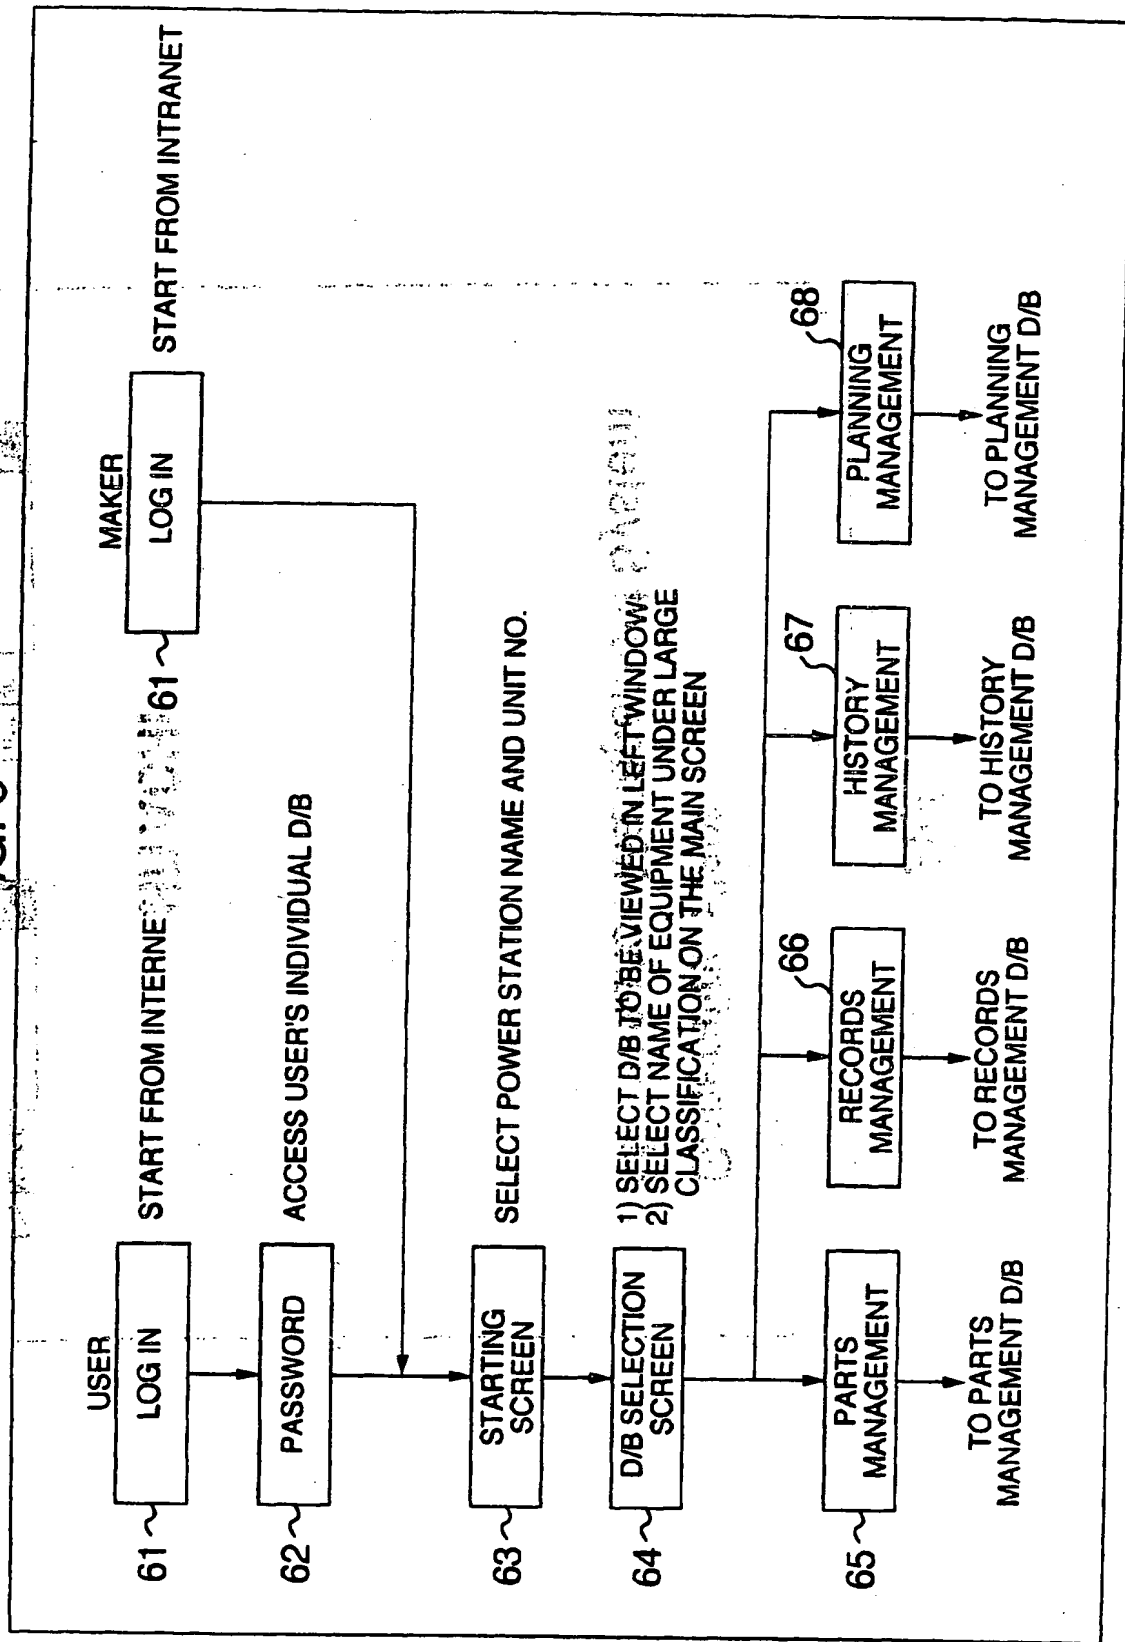 USER
61
LOG IN
START FROM INTERNE
MAKER
61
LOG IN
START FROM INTRANET
62
PASSWORD
ACCESS USER'S INDIVIDUAL D/B
63
STARTING
SCREEN
SELECT POWER STATION NAME AND UNIT NO.
64
D/B SELECTION
SCREEN
1) SELECT D/B TO BE VIEWED IN LEFT WINDOW
2) SELECT NAME OF EQUIPMENT UNDER LARGE
CLASSIFICATION ON THE MAIN SCREEN
65
PARTS
MANAGEMENT
TO PARTS
MANAGEMENT D/B
66
RECORDS
MANAGEMENT
TO RECORDS
MANAGEMENT D/B
67
HISTORY
MANAGEMENT
TO HISTORY
MANAGEMENT D/B
68
PLANNING
MANAGEMENT
TO PLANNING
MANAGEMENT D/B